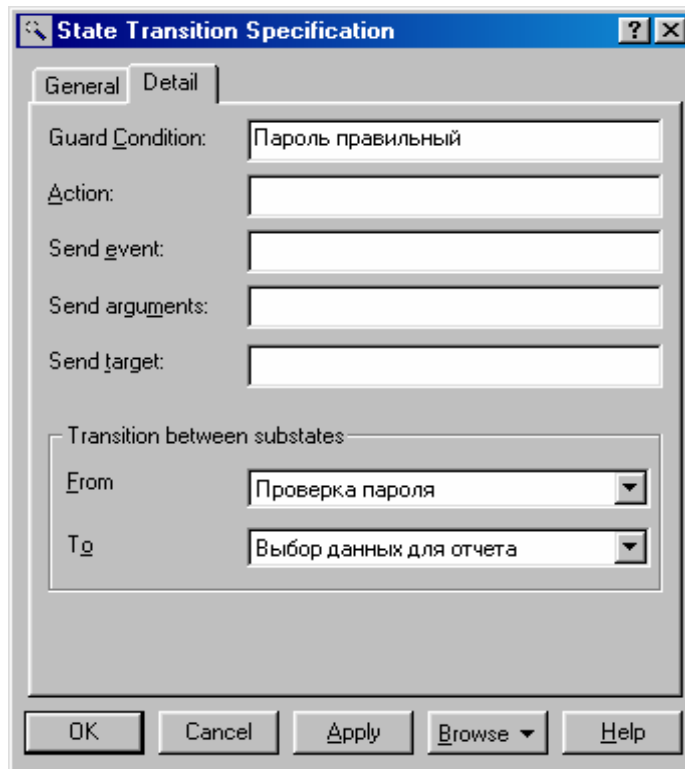 State Transition Specification
General Detail
Guard Condition: Пароль правильный
Action:
Send event:
Send arguments:
Send target:
Transition between substates
From Проверка пароля
To Выбор данных для отчета
OK Cancel Apply Browse Help